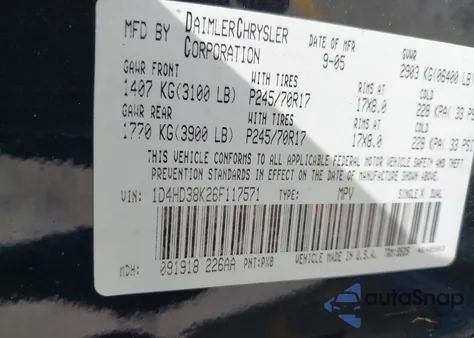 MFD BY DAIMLERCHRYSLER CORPORATION DATE OF MFR 9-05 GVWR 2903 KG(06400 LB)
GAWR FRONT WITH TIRES RIMS AT COLD
1407 KG(3100 LB) P245/70R17 17X8.0 228 KPA( 33 PSI
GAWR REAR WITH TIRES RIMS AT COLD
1770 KG(3900 LB) P245/70R17 17X8.0 228 KPA( 33 PSI
THIS VEHICLE CONFORMS TO ALL APPLICABLE FEDERAL MOTOR VEHICLE SAFETY AND THEFT
PREVENTION STANDARDS IN EFFECT ON THE DATE OF MANUFACTURE SHOWN ABOVE
VIN: 1D4HD38K26F117571 TYPE: MPV SINGLE X DUAL
MDH: 091918 226AA PNT:PX8 VEHICLE MADE IN U.S.A.
autoSnap